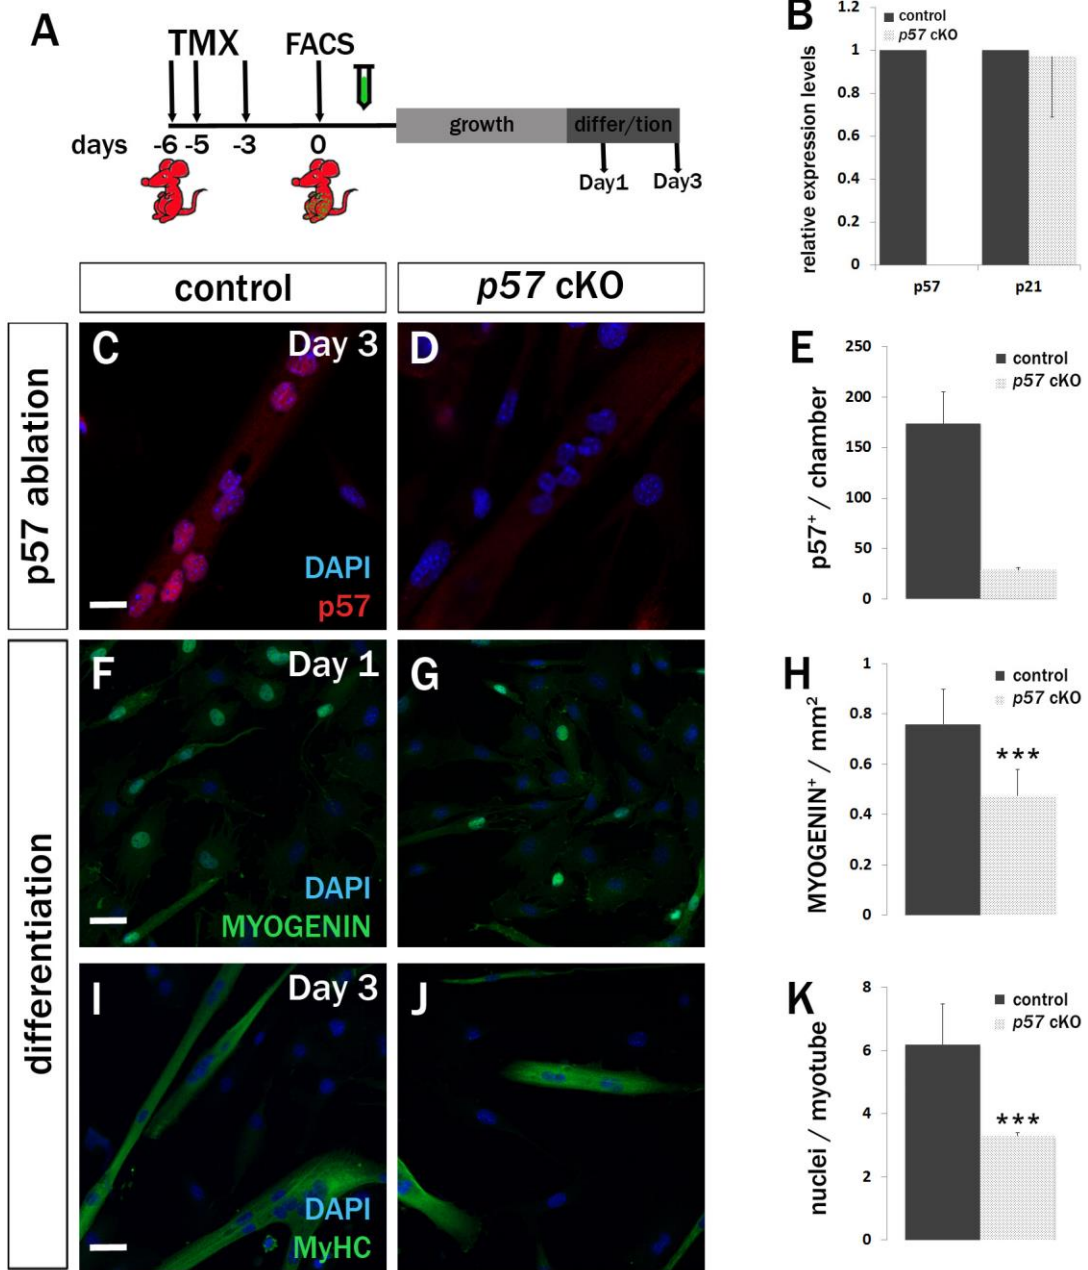 A
TMX
FACS
growth
differ/tion
days
-6
-5
-3
0
Day1
Day3
B
relative expression levels
1.2
1
0.8
0.6
0.4
0.2
0
control
p57 cKO
p57
p21
control
p57 cKO
p57 ablation
C
Day 3
DAPI
p57
D
E
p57+ / chamber
250
200
150
100
50
0
control
p57 cKO
differentiation
F
Day 1
DAPI
MYOGENIN
G
H
MYOGENIN+ / mm2
1
0.8
0.6
0.4
0.2
0
control
p57 cKO
***
I
Day 3
DAPI
MyHC
J
K
nuclei / myotube
8
6
4
2
0
control
p57 cKO
***